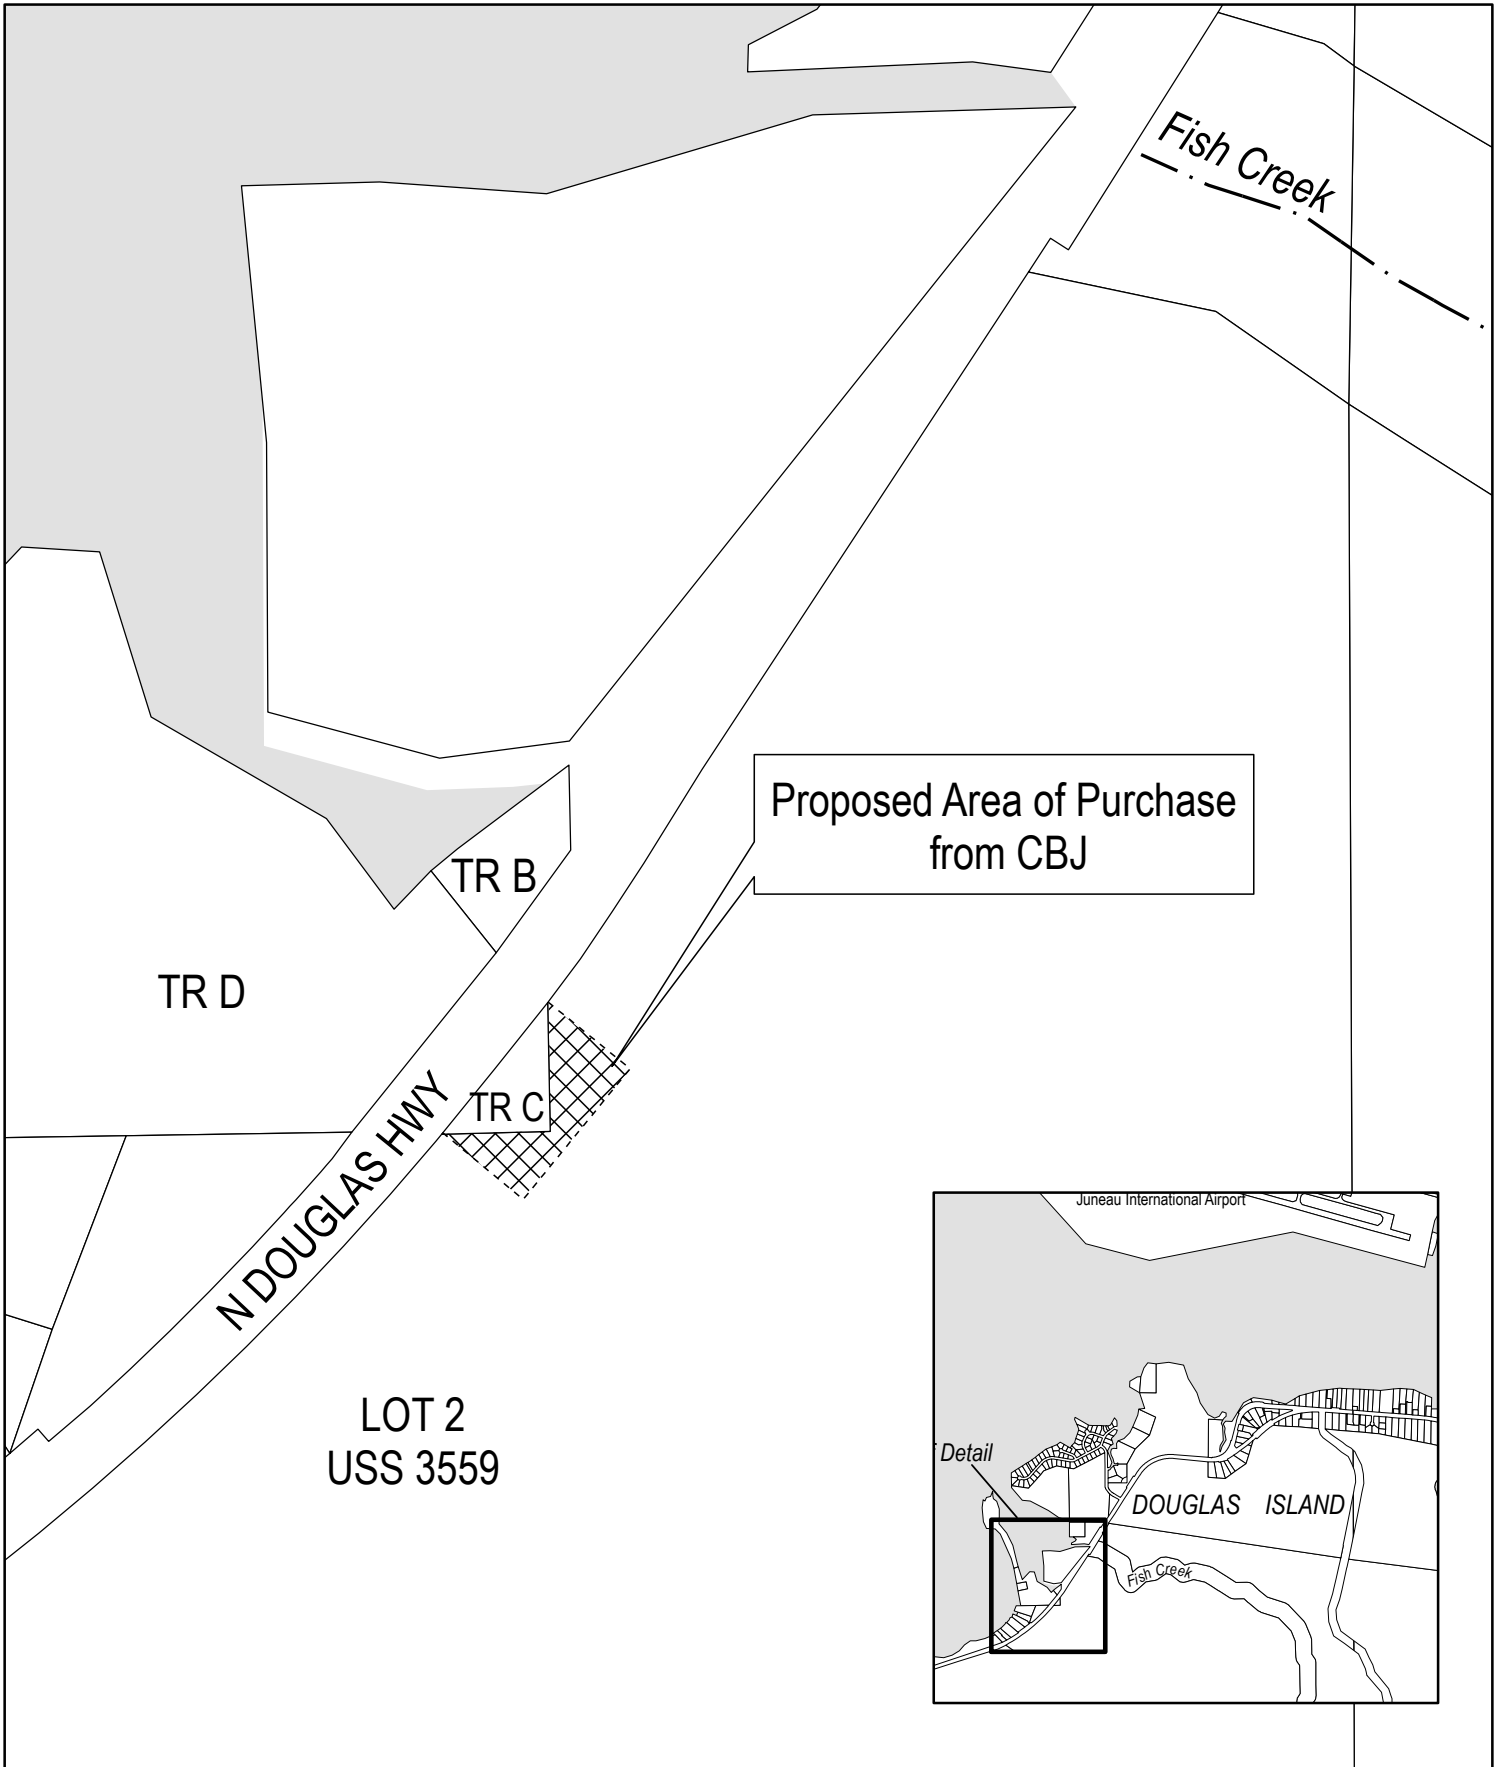 Fish Creek
Proposed Area of Purchase
from CBJ
TR B
TR D
TR C
N DOUGLAS HWY
LOT 2
USS 3559
Juneau International Airport
Detail
DOUGLAS ISLAND
Fish Creek